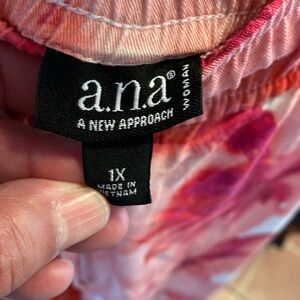 a.n.a®
WOMAN
A NEW APPROACH
1X
MADE IN
VIETNAM